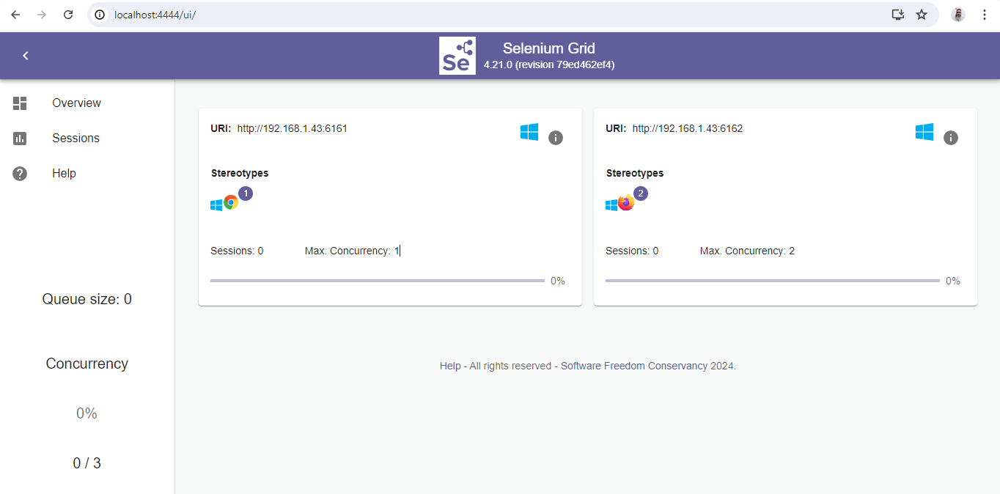 localhost:4444/ui/
Se
Selenium Grid
4.21.0 (revision 79ed462ef4)
Overview
Sessions
Help
Queue size: 0
Concurrency
0%
0 / 3
URI: http://192.168.1.43:6161
Stereotypes
1
Sessions: 0 Max. Concurrency: 1
0%
URI: http://192.168.1.43:6162
Stereotypes
2
Sessions: 0 Max. Concurrency: 2
0%
Help - All rights reserved - Software Freedom Conservancy 2024.